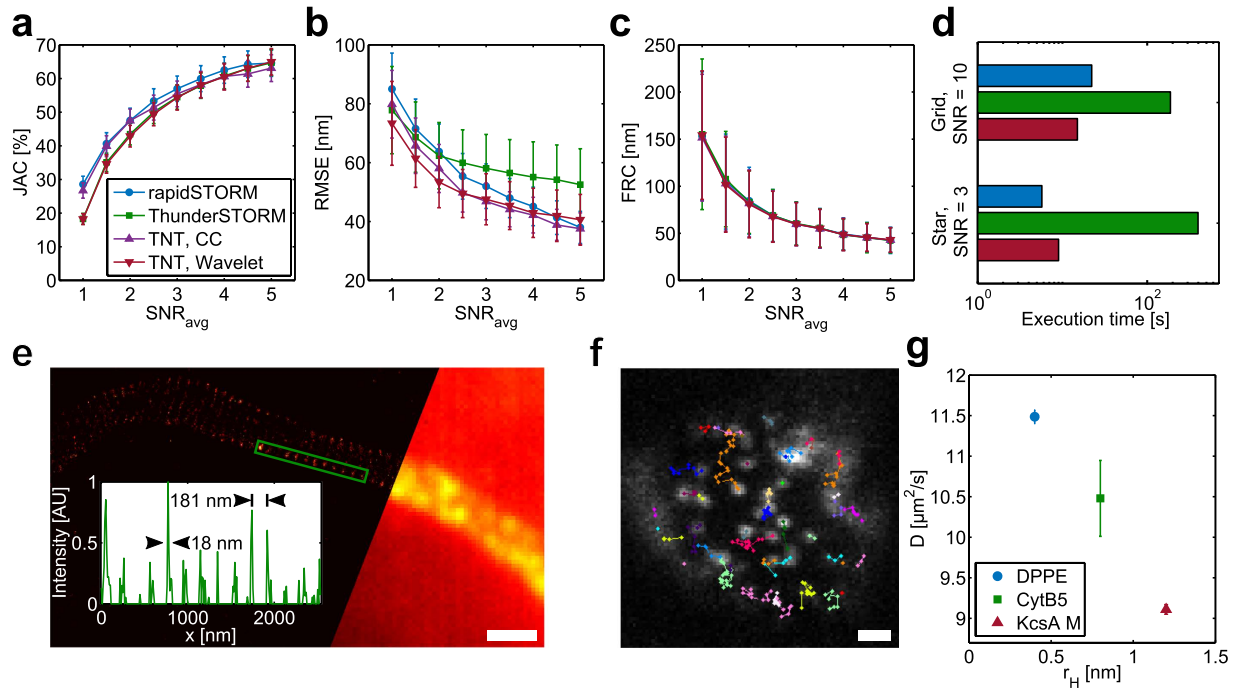 a
70
60
50
40
30
20
10
0
JAC [%]
rapidSTORM
ThunderSTORM
TNT, CC
TNT, Wavelet
1 2 3 4 5
SNRavg
b
100
80
60
40
20
RMSE [nm]
1 2 3 4 5
SNRavg
c
250
200
150
100
50
0
FRC [nm]
1 2 3 4 5
SNRavg
d
Grid,
SNR = 10
Star,
SNR = 3
10^0 10^2
Execution time [s]
e
1
0.5
0
Intensity [AU]
181 nm
18 nm
0 1000 2000
x [nm]
f
g
12
11.5
11
10.5
10
9.5
9
D [µm²/s]
DPPE
CytB5
KcsA M
0 0.5 1 1.5
rH [nm]